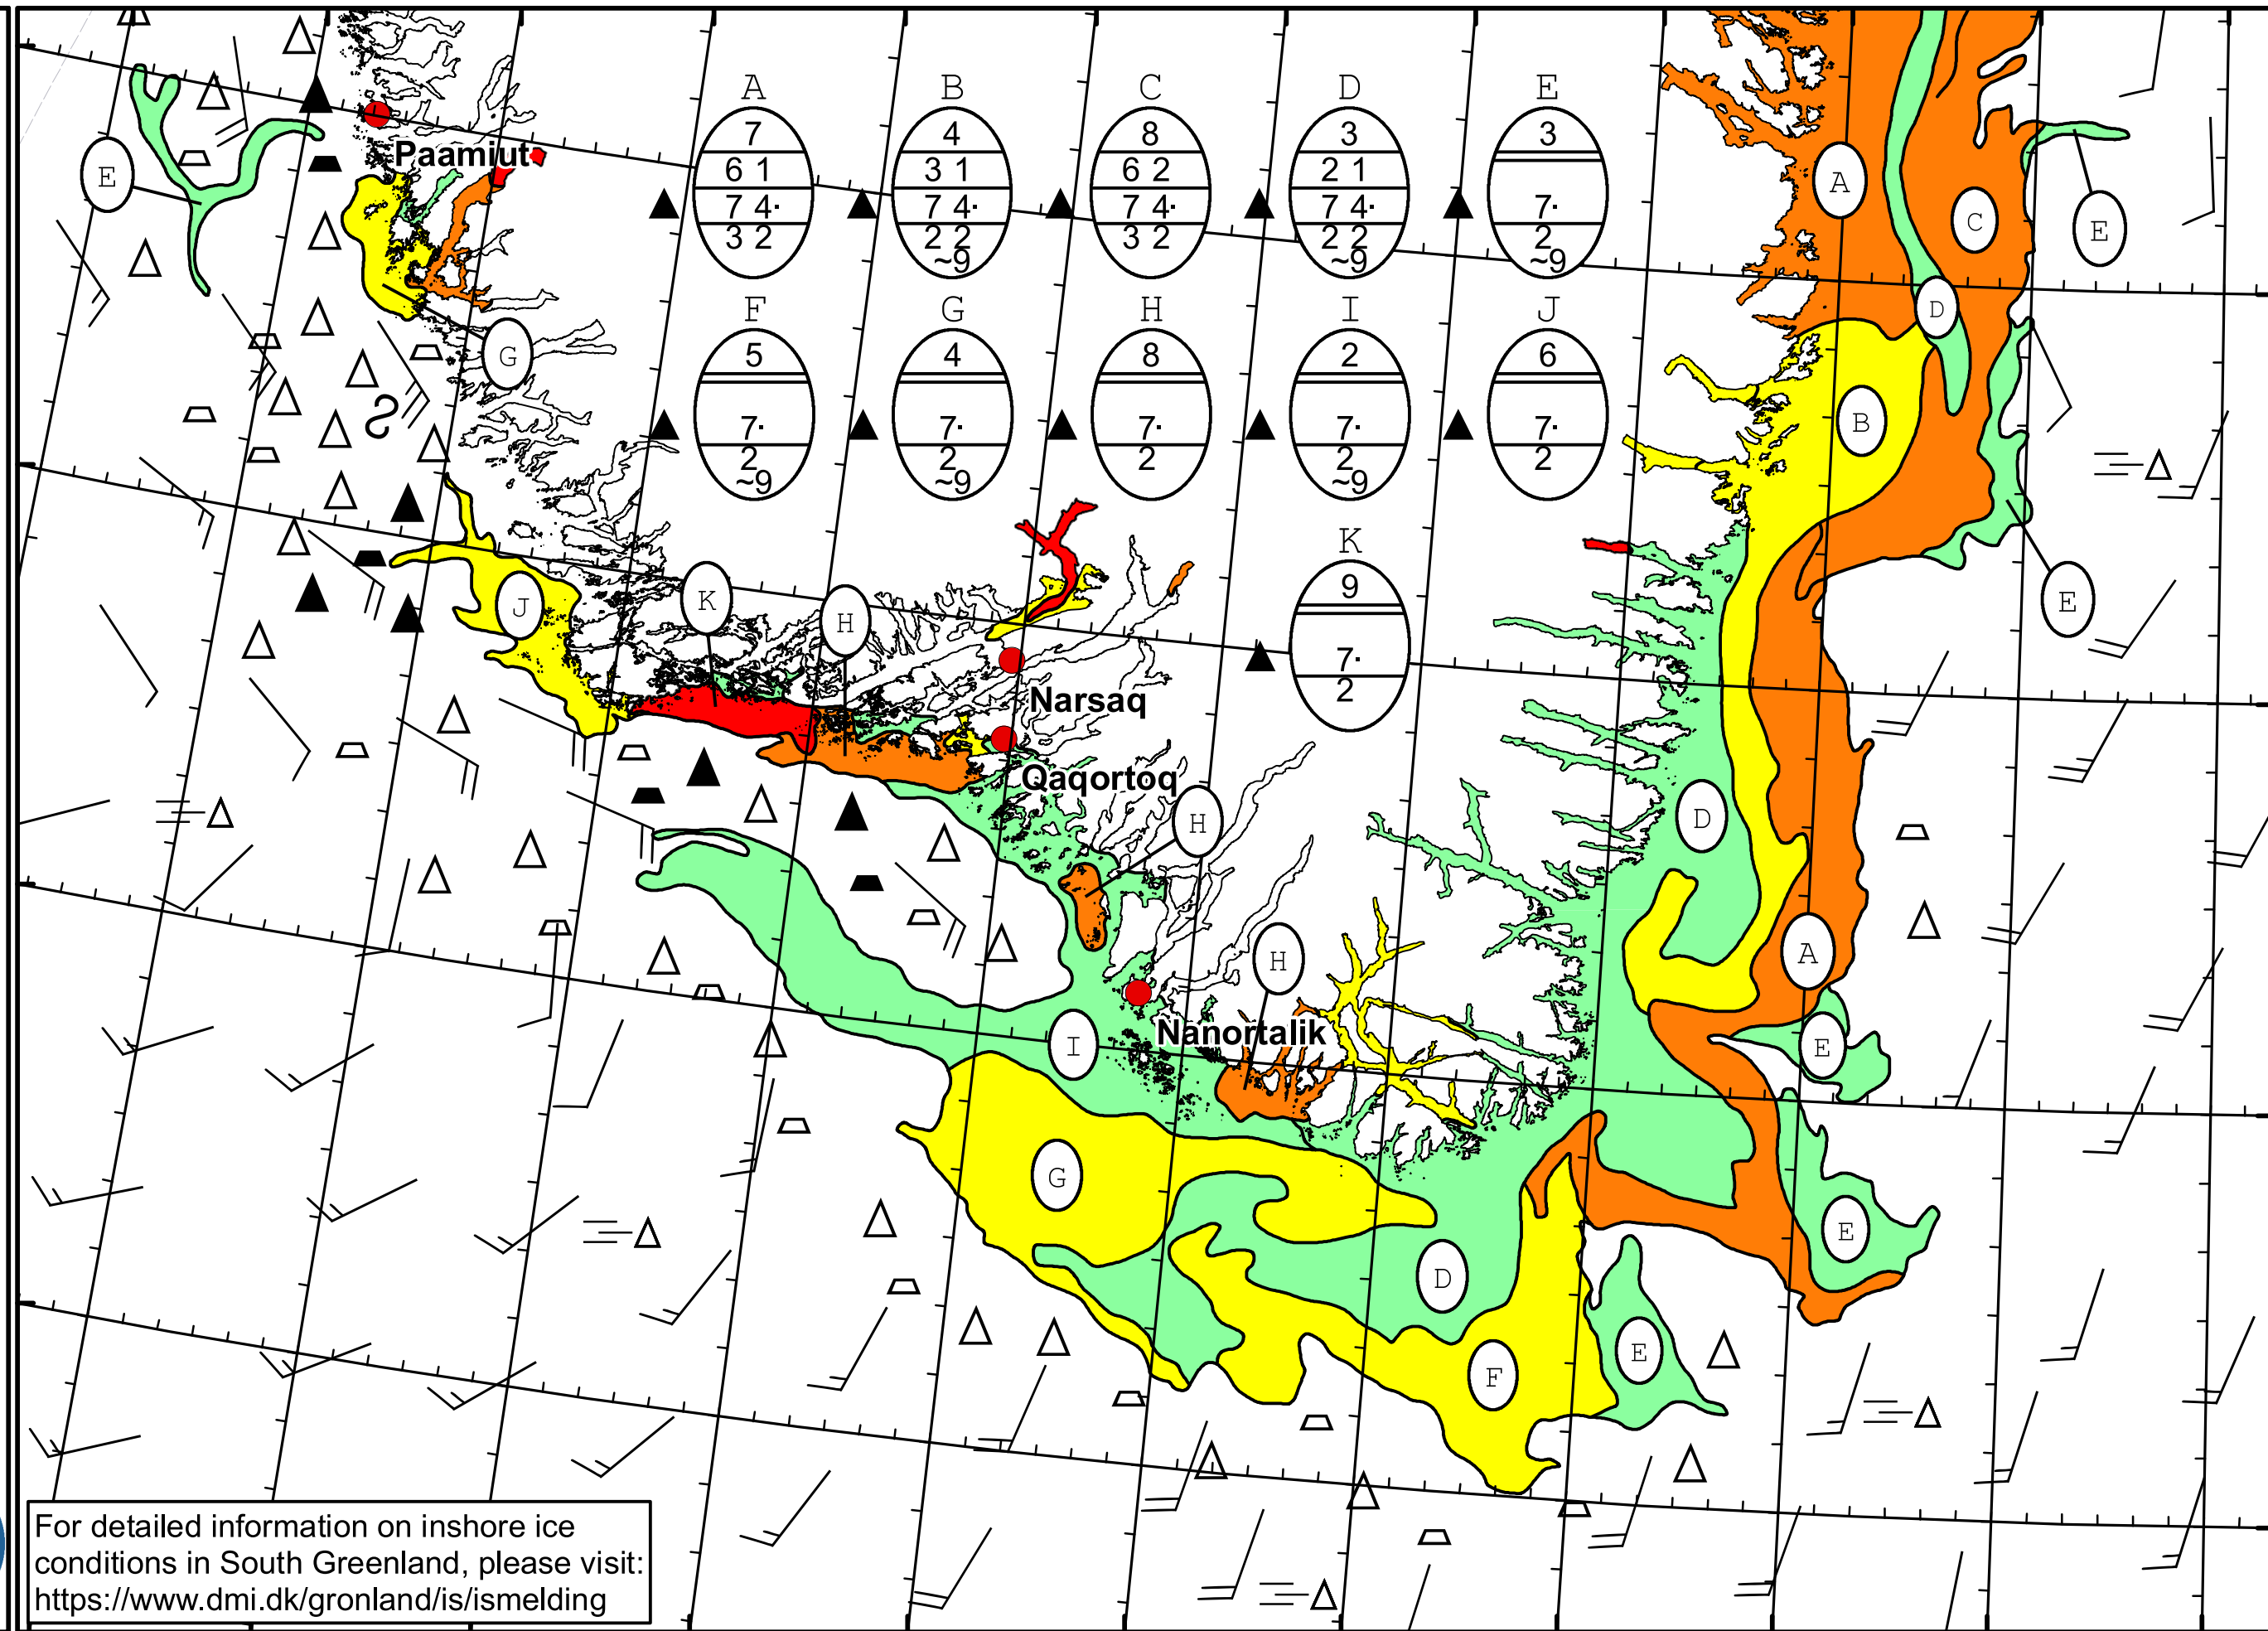 A B C D E
7 4 8 3 3
6 1 3 1 6 2 2 1
7 4· 7 4· 7 4· 7 4· 7·
3 2 2 2 3 2 2 2 2
~9 ~9 ~9
F G H I J
5 4 8 2 6
7· 7· 7· 7· 7·
2 2 2 2 2
~9 ~9 ~9
K
9
7·
2
Paamiut
E
A
C
E
D
G
B
J
K
H
E
Narsaq
Qaqortoq
H
D
H
A
Nanortalik
I
E
G
E
D
E
F
For detailed information on inshore ice
conditions in South Greenland, please visit:
https://www.dmi.dk/gronland/is/ismelding